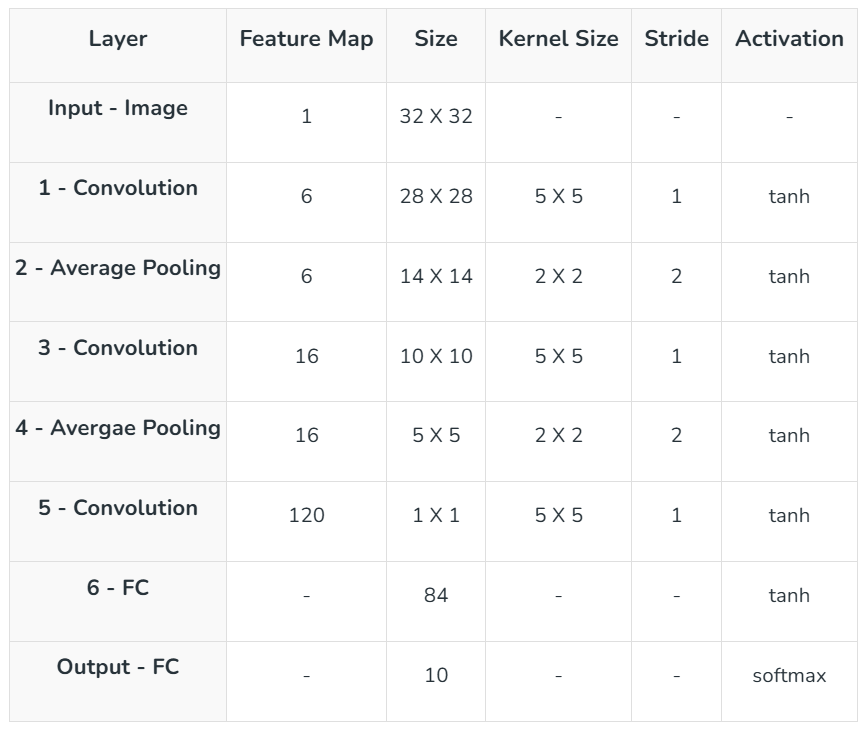 Layer Feature Map Size Kernel Size Stride Activation
Input - Image 1 32 X 32 - - -
1 - Convolution 6 28 X 28 5 X 5 1 tanh
2 - Average Pooling 6 14 X 14 2 X 2 2 tanh
3 - Convolution 16 10 X 10 5 X 5 1 tanh
4 - Avergae Pooling 16 5 X 5 2 X 2 2 tanh
5 - Convolution 120 1 X 1 5 X 5 1 tanh
6 - FC - 84 - - tanh
Output - FC - 10 - - softmax